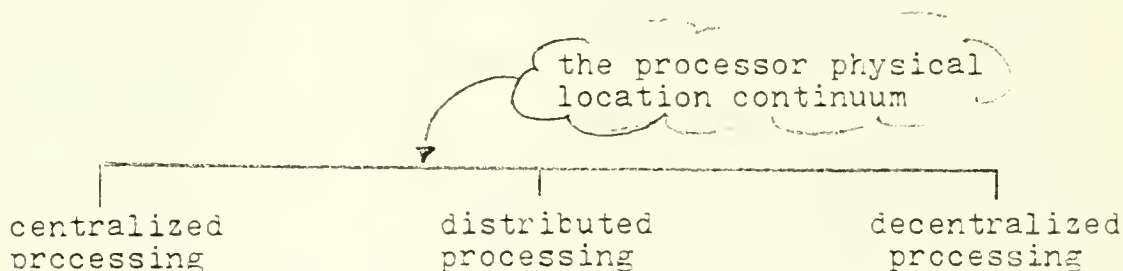 the processor physical
location continuum
centralized distributed decentralized
processing processing processing